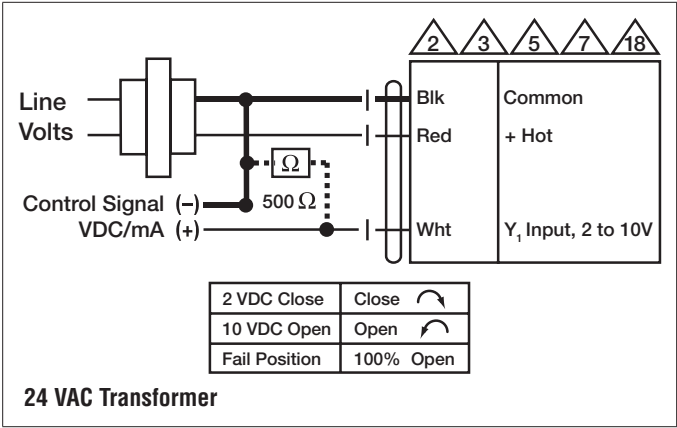 2 3 5 7 18
Line
Volts
Blk Common
Red + Hot
Ω
500 Ω
Control Signal (–)
VDC/mA (+)
Wht Y1 Input, 2 to 10V
2 VDC Close Close
10 VDC Open Open
Fail Position 100% Open
24 VAC Transformer